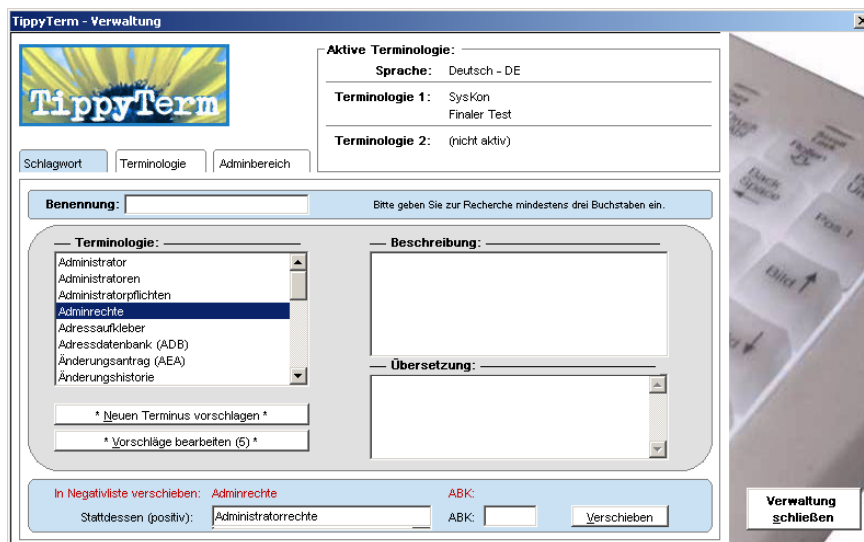 TippyTerm - Verwaltung
TippyTerm
Aktive Terminologie:
Sprache: Deutsch - DE
Terminologie 1: SysKon
Finaler Test
Terminologie 2: (nicht aktiv)
Schlagwort Terminologie Adminbereich
Benennung: Bitte geben Sie zur Recherche mindestens drei Buchstaben ein.
Terminologie: Beschreibung:
Administrator
Administratoren
Administratorpflichten
Adminrechte
Adressaufkleber
Adressdatenbank (ADB)
Änderungsantrag (AEA)
Änderungshistorie
Übersetzung:
* Neuen Terminus vorschlagen *
* Vorschläge bearbeiten (5) *
In Negativliste verschieben: Adminrechte ABK:
Stattdessen (positiv): Administratorrechte ABK: Verschieben
Back
Space
Pos 1
Bild
Verwaltung
schließen